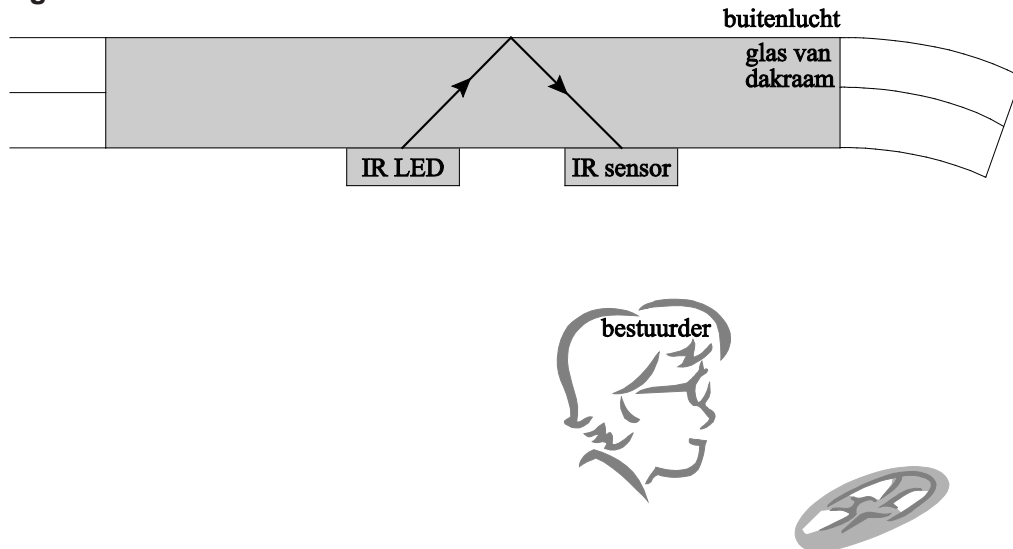 buitenlucht
glas van
dakraam
IR LED
IR sensor
bestuurder